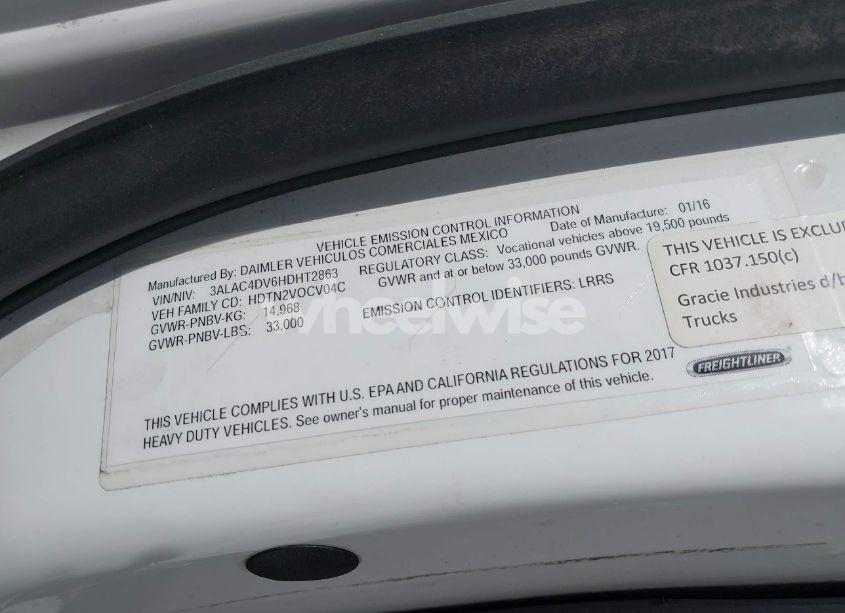 VEHICLE EMISSION CONTROL INFORMATION
Manufactured By: DAIMLER VEHICULOS COMERCIALES MEXICO Date of Manufacture: 01/16
VIN/NIV: 3ALAC4DV6HDHT2863 REGULATORY CLASS: Vocational vehicles above 19,500 pounds
VEH FAMILY CD: HDTN2VOCV04C GVWR and at or below 33,000 pounds GVWR.
GVWR-PNBV-KG: 14,968 EMISSION CONTROL IDENTIFIERS: LRRS
GVWR-PNBV-LBS: 33,000
THIS VEHICLE COMPLIES WITH U.S. EPA AND CALIFORNIA REGULATIONS FOR 2017
HEAVY DUTY VEHICLES. See owner's manual for proper maintenance of this vehicle.
THIS VEHICLE IS EXCLU
CFR 1037.150(c)
Gracie Industries d/b
Trucks
FREIGHTLINER
wheelwise